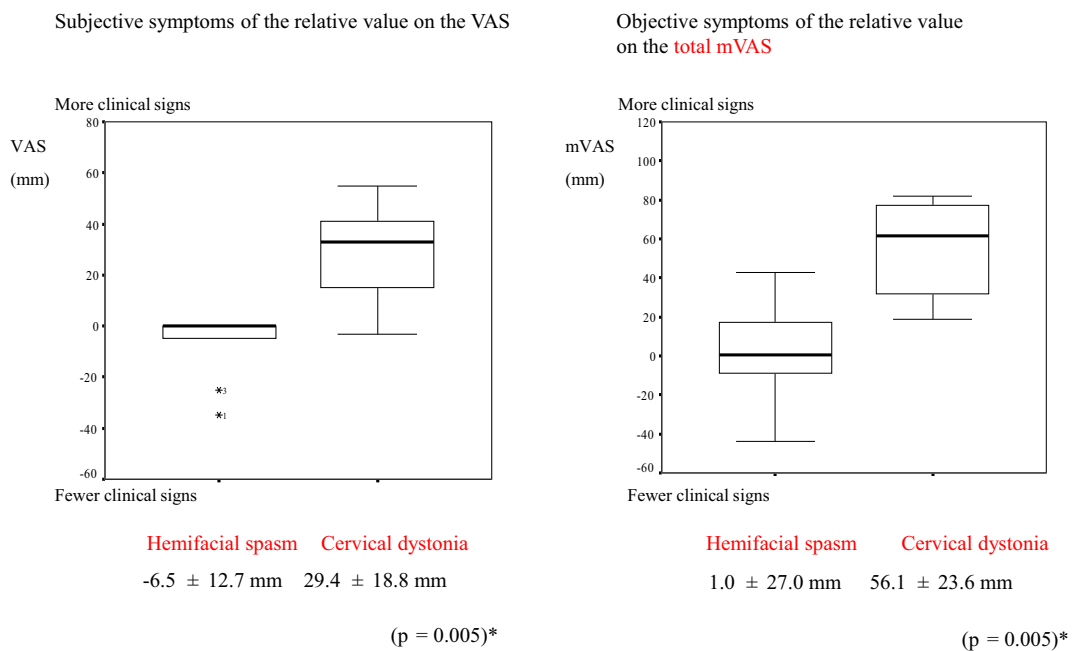 Subjective symptoms of the relative value on the VAS
More clinical signs
VAS
(mm)
80
60
40
20
0
-20
-40
-60
*3
*1
Fewer clinical signs
Hemifacial spasm Cervical dystonia
-6.5 ± 12.7 mm 29.4 ± 18.8 mm
(p = 0.005)*
Objective symptoms of the relative value
on the total mVAS
More clinical signs
mVAS
(mm)
120
100
80
60
40
20
0
-20
-40
-60
Fewer clinical signs
Hemifacial spasm Cervical dystonia
1.0 ± 27.0 mm 56.1 ± 23.6 mm
(p = 0.005)*